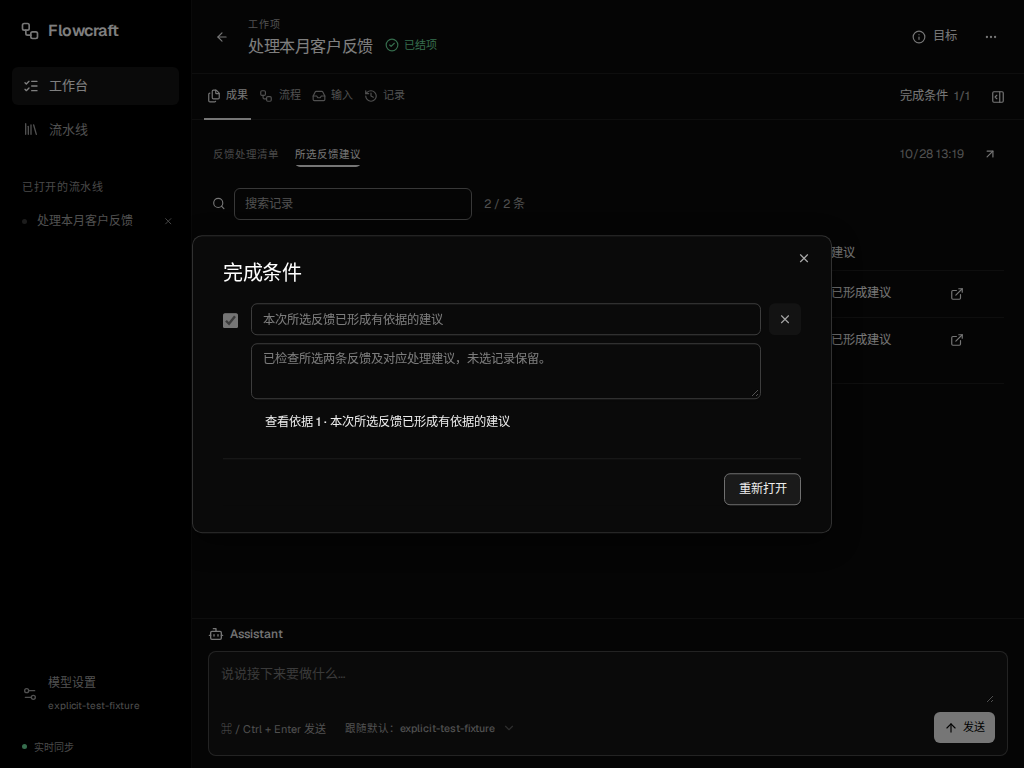 Flowcraft
工作台
流水线
已打开的流水线
处理本月客户反馈
模型设置
explicit-test-fixture
实时同步
工作项
处理本月客户反馈
已结项
目标
成果
流程
输入
记录
完成条件 1/1
反馈处理清单
所选反馈建议
10/28 13:19
搜索记录
2 / 2 条
建议
已形成建议
已形成建议
完成条件
本次所选反馈已形成有依据的建议
已检查所选两条反馈及对应处理建议，未选记录保留。
查看依据 1 · 本次所选反馈已形成有依据的建议
重新打开
Assistant
说说接下来要做什么...
⌘ / Ctrl + Enter 发送
跟随默认：explicit-test-fixture
发送